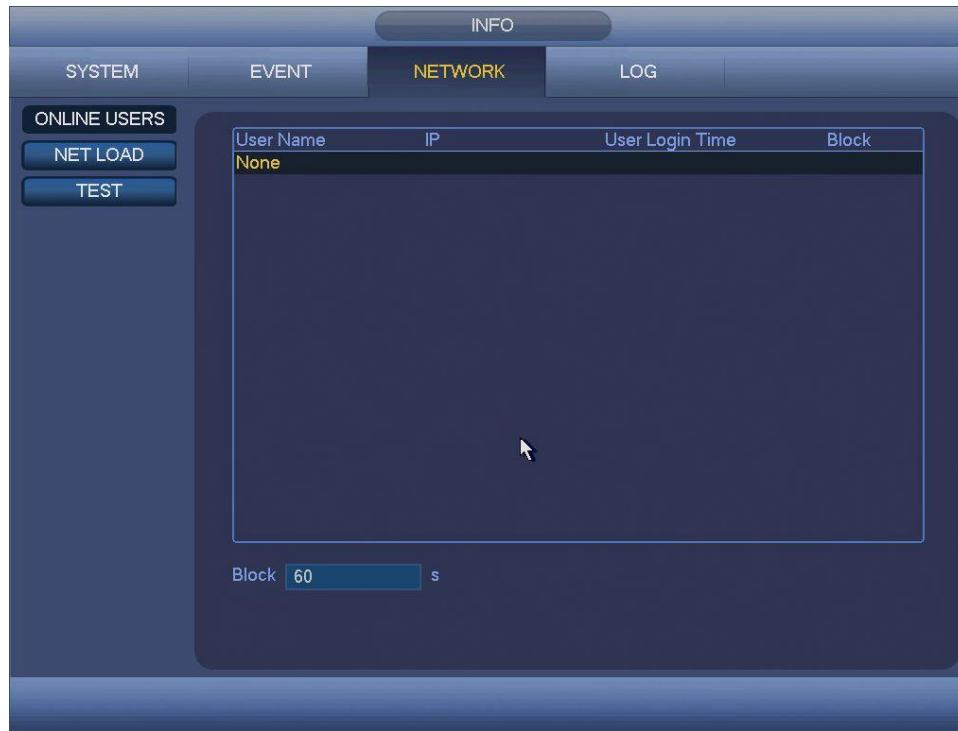 INFO
SYSTEM EVENT NETWORK LOG
ONLINE USERS
NET LOAD
TEST
User Name IP User Login Time Block
None
Block 60 s